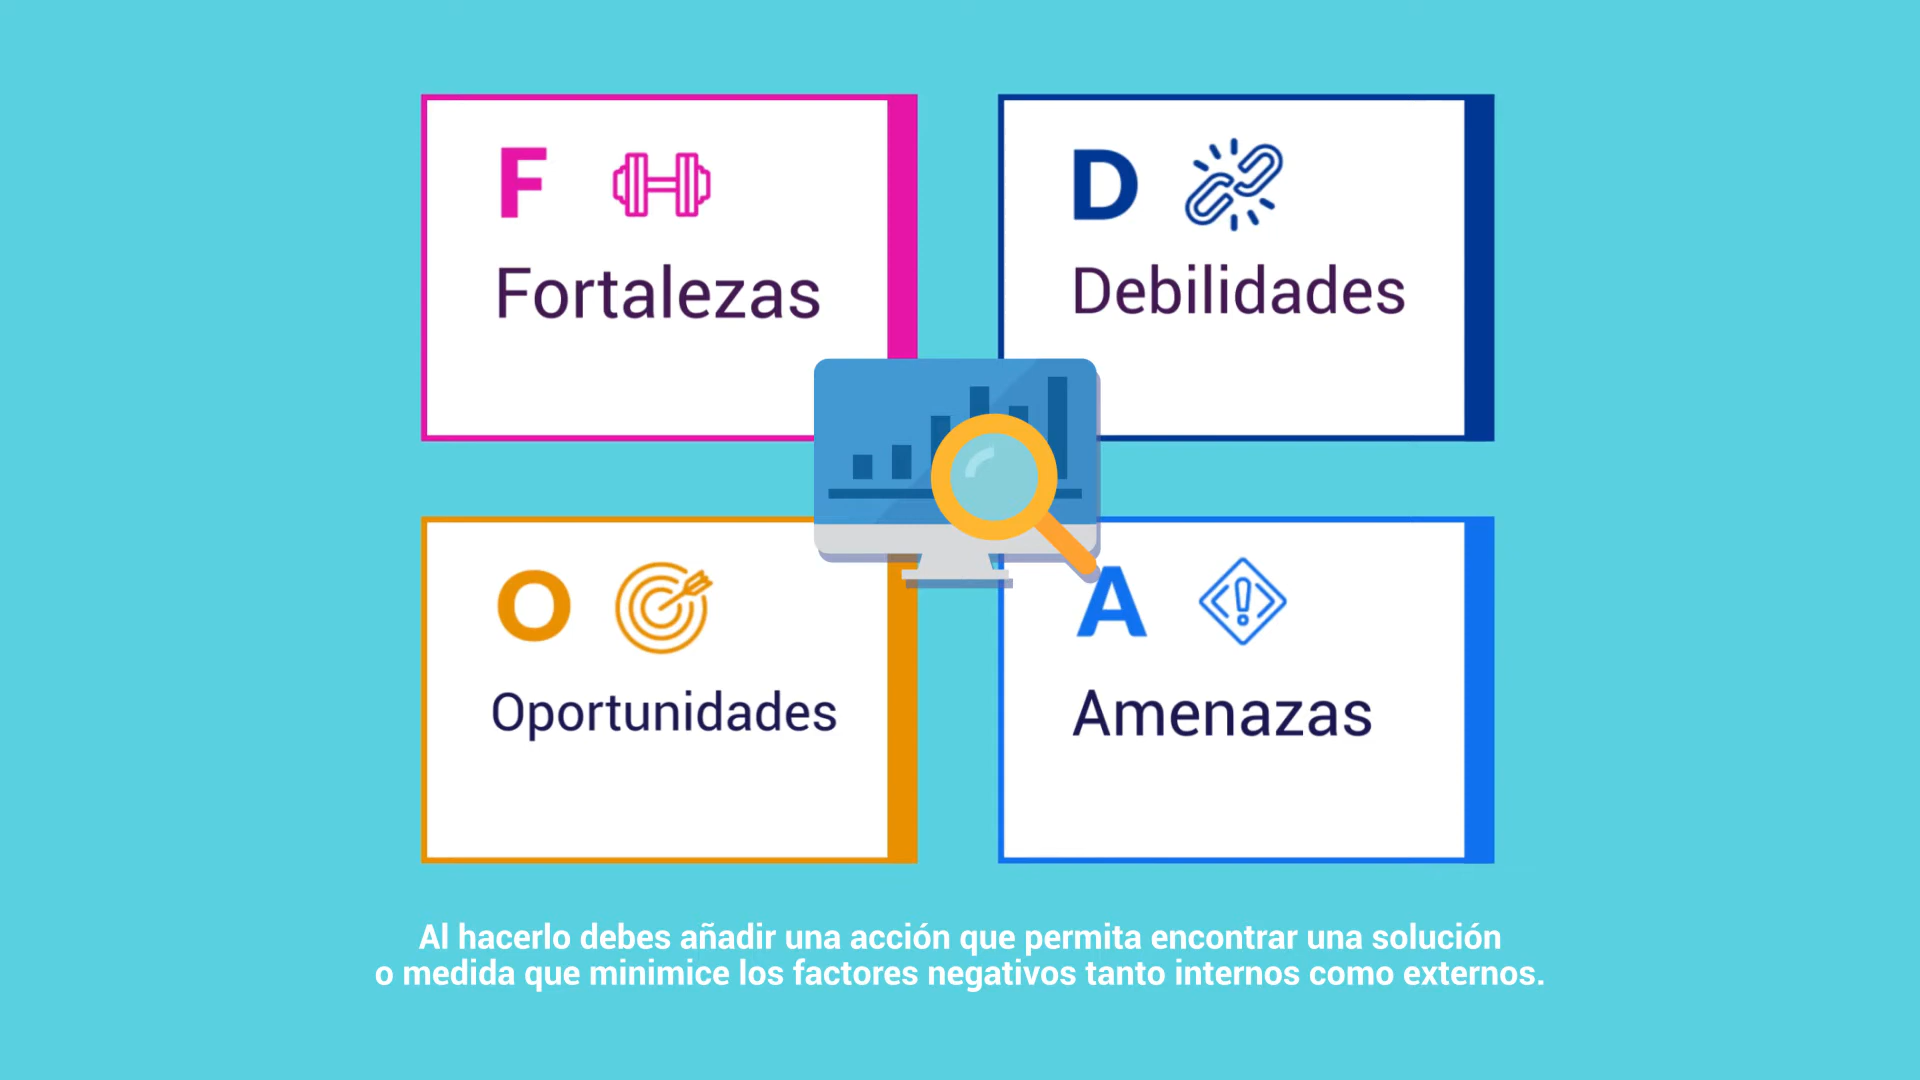 F
Fortalezas
D
Debilidades
O
Oportunidades
A
Amenazas
Al hacerlo debes añadir una acción que permita encontrar una solución
o medida que minimice los factores negativos tanto internos como externos.